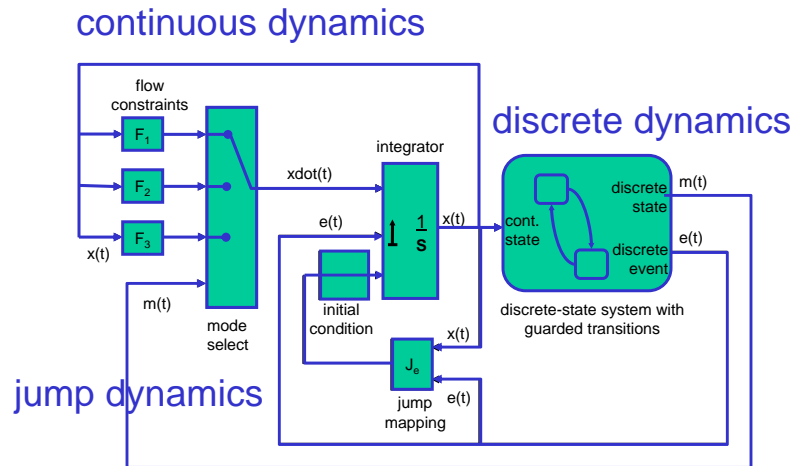 continuous dynamics
flow
constraints
F1
F2
F3
x(t)
m(t)
mode
select
xdot(t)
e(t)
integrator
1
s
x(t)
initial
condition
discrete dynamics
cont.
state
discrete
state
discrete
event
m(t)
e(t)
discrete-state system with
guarded transitions
x(t)
Je
e(t)
jump
mapping
jump dynamics